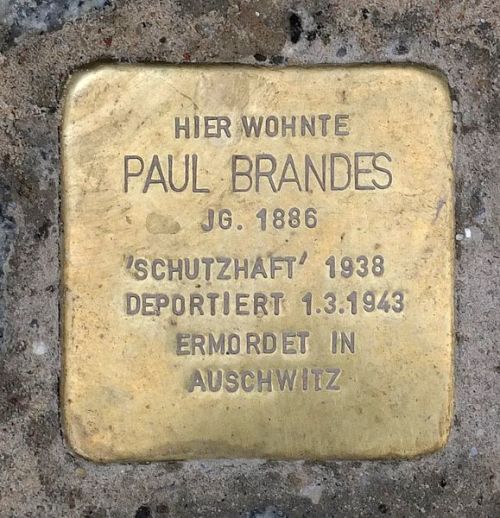 HIER WOHNTE
PAUL BRANDES
JG. 1886
'SCHUTZHAFT' 1938
DEPORTIERT 1.3.1943
ERMORDET IN
AUSCHWITZ